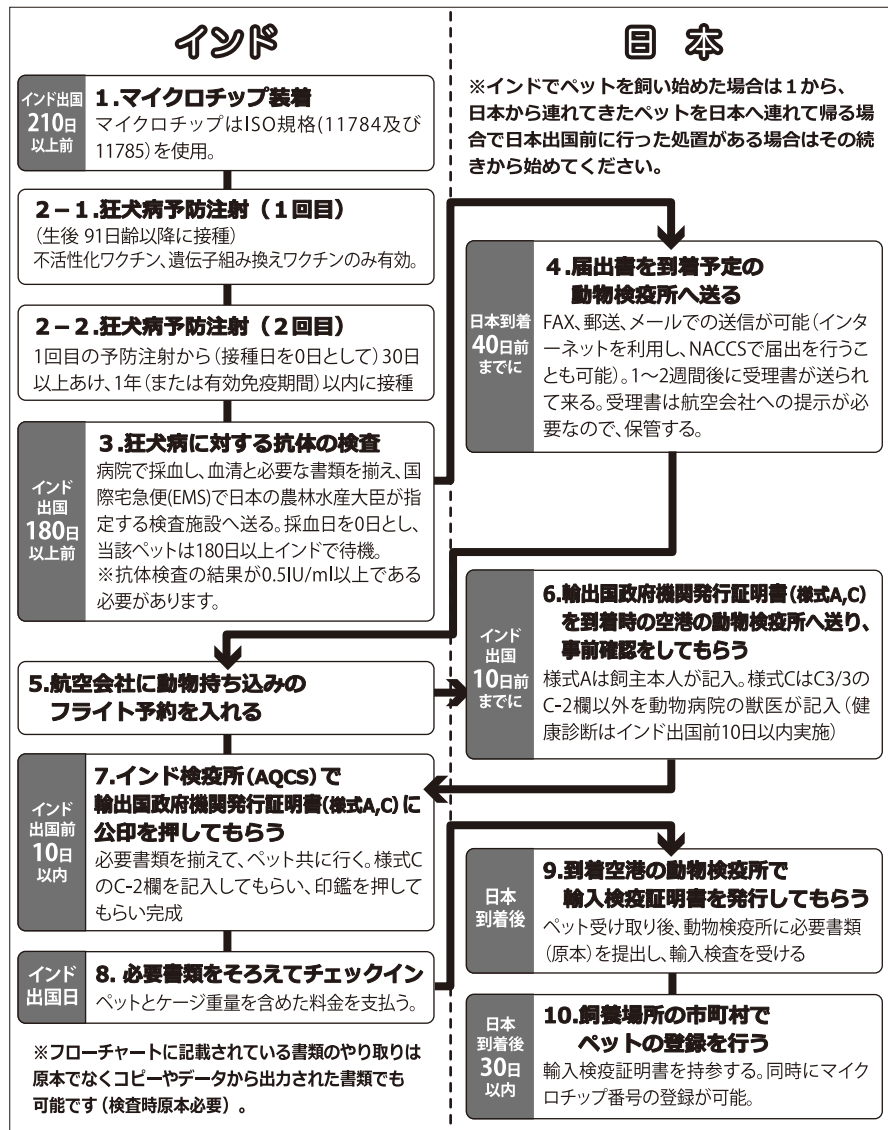 インド
インド出国
210日
以上前
1.マイクロチップ装着
マイクロチップはISO規格(11784及び
11785)を使用。
2−1.狂犬病予防注射(1回目)
(生後 91日齢以降に接種)
不活性化ワクチン、遺伝子組み換えワクチンのみ有効。
2−2.狂犬病予防注射(2回目)
1回目の予防注射から(接種日を0日として)30日
以上あけ、1年(または有効免疫期間)以内に接種
インド
出国
180日
以上前
3.狂犬病に対する抗体の検査
病院で採血し、血清と必要な書類を揃え、国
際宅急便(EMS)で日本の農林水産大臣が指
定する検査施設へ送る。採血日を0日とし、
当該ペットは180日以上インドで待機。
※抗体検査の結果が0.5IU/ml以上である
必要があります。
日本
※インドでペットを飼い始めた場合は1から、
日本から連れてきたペットを日本へ連れて帰る場
合で日本出国前に行った処置がある場合はその続
きから始めてください。
日本到着
40日前
までに
4.届出書を到着予定の
動物検疫所へ送る
FAX、郵送、メールでの送信が可能(インタ
ーネットを利用し、NACCSで届出を行うこ
とも可能)。1〜2週間後に受理書が送られ
て来る。受理書は航空会社への提示が必
要なので、保管する。
5.航空会社に動物持ち込みの
フライト予約を入れる
インド
出国
10日前
までに
6.輸出国政府機関発行証明書(様式A,C)
を到着時の空港の動物検疫所へ送り、
事前確認をしてもらう
様式Aは飼主本人が記入。様式CはC3/3の
C-2欄以外を動物病院の獣医が記入(健
康診断はインド出国前10日以内実施)
インド
出国前
10日
以内
7.インド検疫所(AQCS)で
輸出国政府機関発行証明書(様式A,C)に
公印を押してもらう
必要書類を揃えて、ペット共に行く。様式C
のC-2欄を記入してもらい、印鑑を押して
もらい完成
インド
出国日
8. 必要書類をそろえてチェックイン
ペットとケージ重量を含めた料金を支払う。
日本
到着後
9.到着空港の動物検疫所で
輸入検疫証明書を発行してもらう
ペット受け取り後、動物検疫所に必要書類
(原本)を提出し、輸入検査を受ける
日本
到着後
30日
以内
10.飼養場所の市町村で
ペットの登録を行う
輸入検疫証明書を持参する。同時にマイク
ロチップ番号の登録が可能。
※フローチャートに記載されている書類のやり取りは
原本でなくコピーやデータから出力された書類でも
可能です(検査時原本必要)。